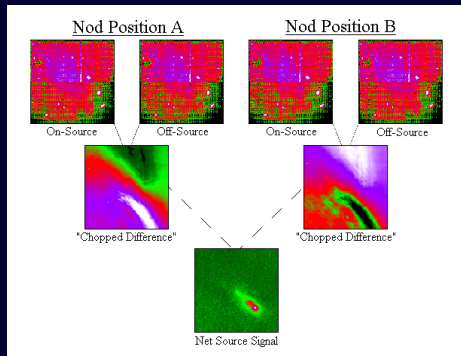 Nod Position A
Nod Position B
On-Source
Off-Source
On-Source
Off-Source
"Chopped Difference"
"Chopped Difference"
Net Source Signal